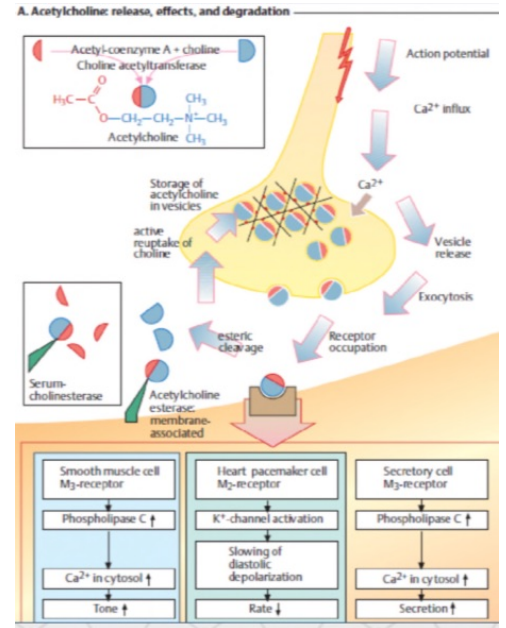 A. Acetylcholine: release, effects, and degradation
Acetyl-coenzyme A + choline
Choline acetyltransferase
O
H₃C–C
CH₃
O–CH₂–CH₂–N⁺–CH₃
Acetylcholine CH₃
Action potential
Ca²⁺ influx
Ca²⁺
Storage of
acetylcholine
in vesicles
active
reuptake of
choline
Vesicle
release
Exocytosis
esteric
cleavage
Receptor
occupation
Serum-
cholinesterase
Acetylcholine
esterase:
membrane-
associated
Smooth muscle cell
M₃-receptor
Phospholipase C ↑
Ca²⁺ in cytosol ↑
Tone ↑
Heart pacemaker cell
M₂-receptor
K⁺-channel activation
Slowing of
diastolic
depolarization
Rate ↓
Secretory cell
M₃-receptor
Phospholipase C ↑
Ca²⁺ in cytosol ↑
Secretion ↑